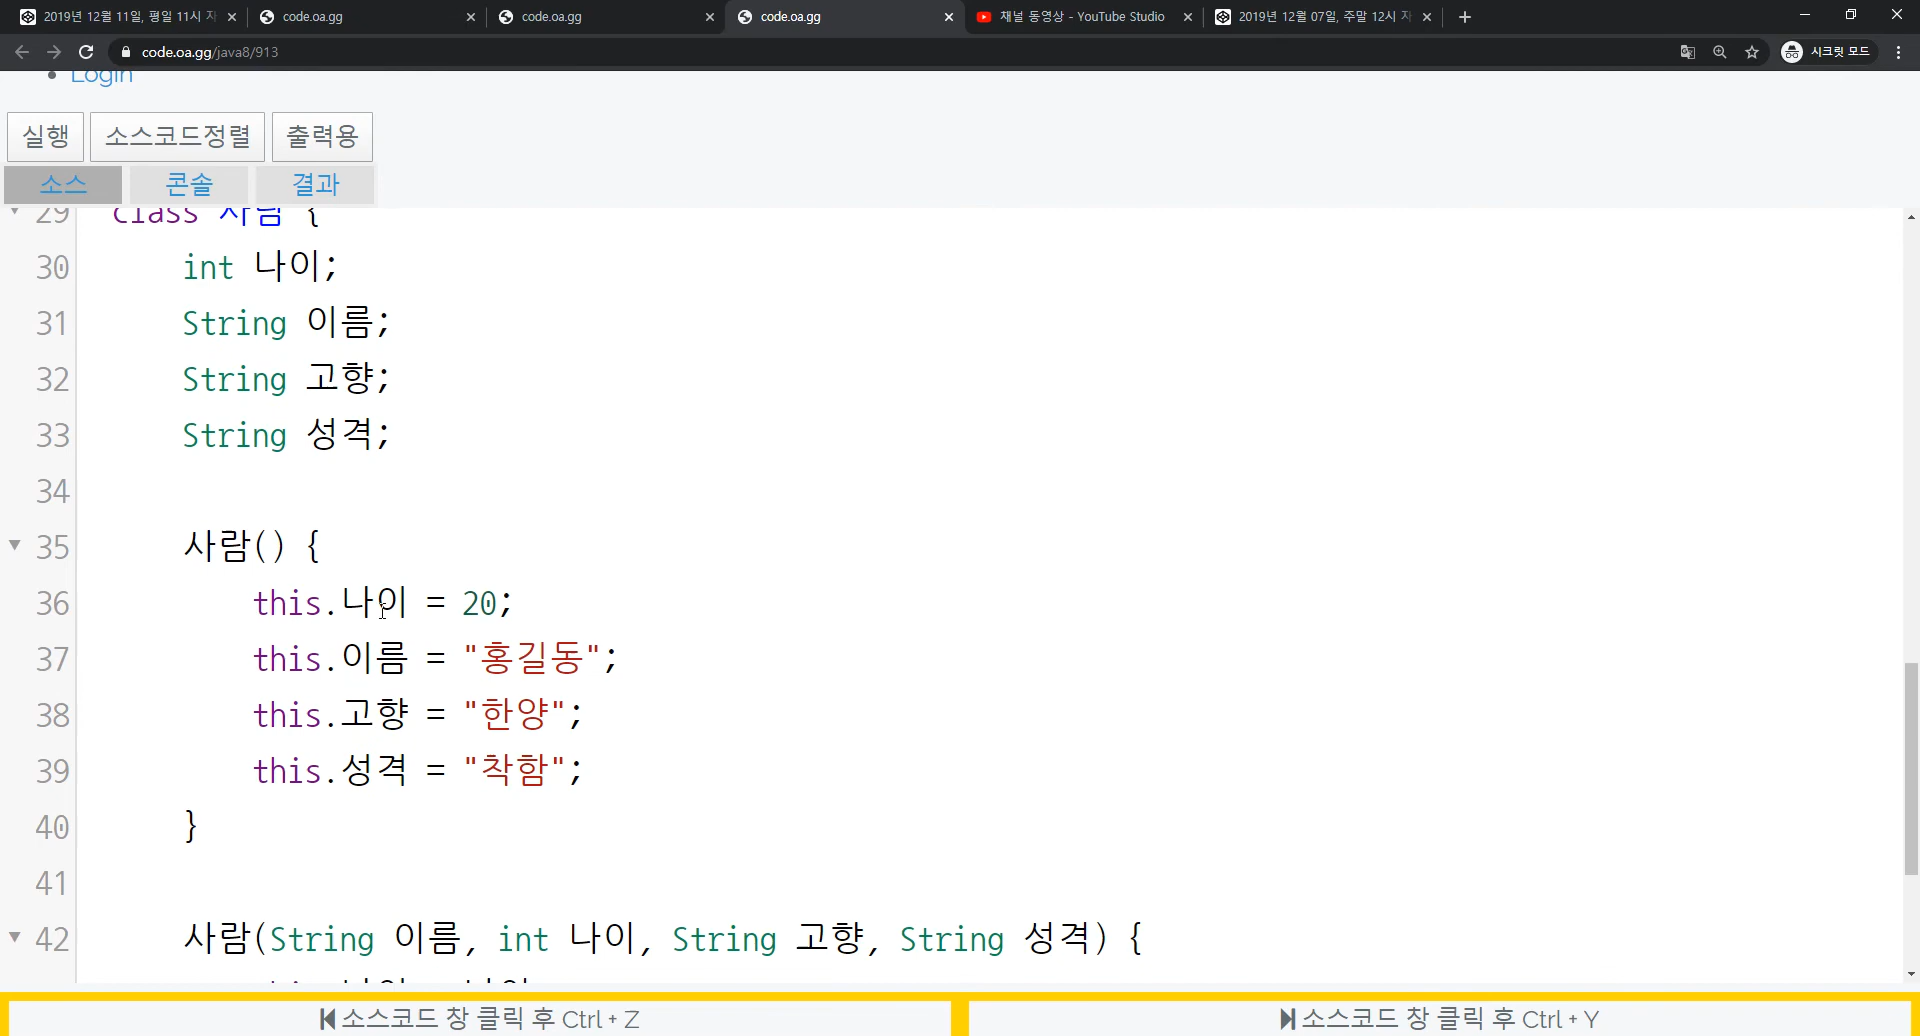 2019년 12월 11일, 평일 11시 자
code.oa.gg
code.oa.gg
code.oa.gg
채널 동영상 - YouTube Studio
2019년 12월 07일, 주말 12시 자
code.oa.gg/java8/913
시크릿 모드
Login
실행
소스코드정렬
출력용
소스
콘솔
결과
29 class 사람 {
30 int 나이;
31 String 이름;
32 String 고향;
33 String 성격;
34
35 사람() {
36 this.나이 = 20;
37 this.이름 = "홍길동";
38 this.고향 = "한양";
39 this.성격 = "착함";
40 }
41
42 사람(String 이름, int 나이, String 고향, String 성격) {
소스코드 창 클릭 후 Ctrl + Z
소스코드 창 클릭 후 Ctrl + Y